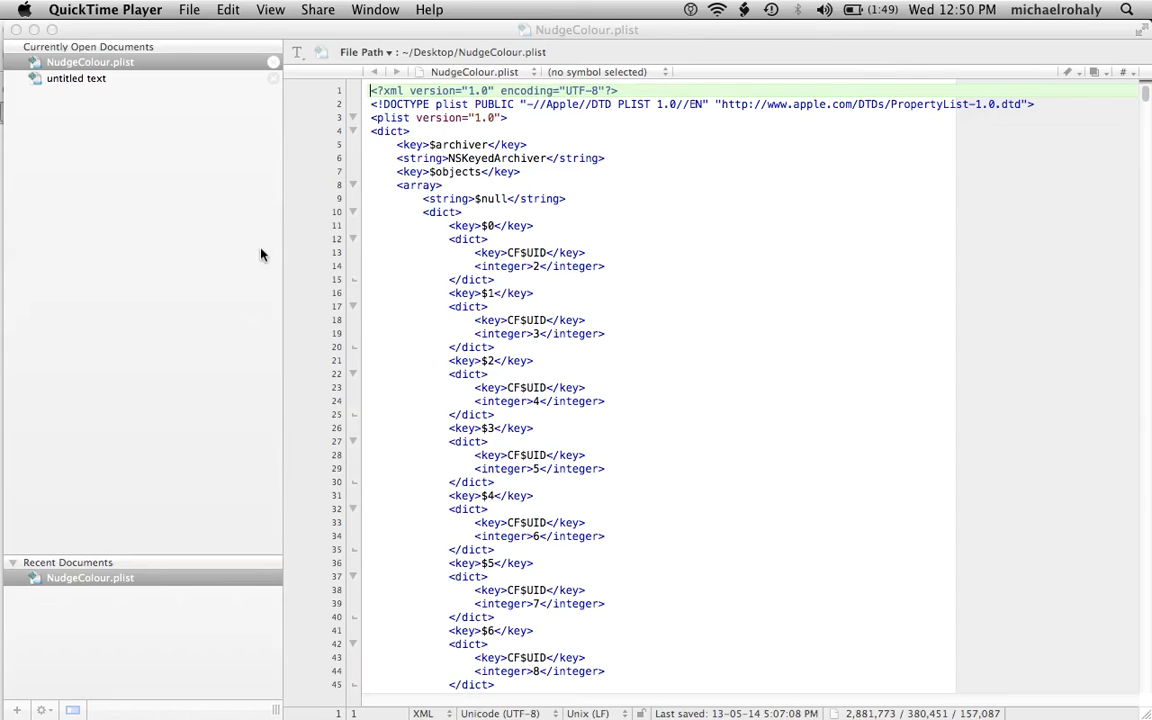 QuickTime Player File Edit View Share Window Help (1:49) Wed 12:50 PM michaelrohaly
NudgeColour.plist
Currently Open Documents
NudgeColour.plist
untitled text
File Path ▾ : ~/Desktop/NudgeColour.plist
NudgeColour.plist (no symbol selected)
1 <?xml version="1.0" encoding="UTF-8"?>
2 <!DOCTYPE plist PUBLIC "-//Apple//DTD PLIST 1.0//EN" "http://www.apple.com/DTDs/PropertyList-1.0.dtd">
3 <plist version="1.0">
4 <dict>
5 <key>$archiver</key>
6 <string>NSKeyedArchiver</string>
7 <key>$objects</key>
8 <array>
9 <string>$null</string>
10 <dict>
11 <key>$0</key>
12 <dict>
13 <key>CF$UID</key>
14 <integer>2</integer>
15 </dict>
16 <key>$1</key>
17 <dict>
18 <key>CF$UID</key>
19 <integer>3</integer>
20 </dict>
21 <key>$2</key>
22 <dict>
23 <key>CF$UID</key>
24 <integer>4</integer>
25 </dict>
26 <key>$3</key>
27 <dict>
28 <key>CF$UID</key>
29 <integer>5</integer>
30 </dict>
31 <key>$4</key>
32 <dict>
33 <key>CF$UID</key>
34 <integer>6</integer>
35 </dict>
36 <key>$5</key>
37 <dict>
38 <key>CF$UID</key>
39 <integer>7</integer>
40 </dict>
41 <key>$6</key>
42 <dict>
43 <key>CF$UID</key>
44 <integer>8</integer>
45 </dict>
Recent Documents
NudgeColour.plist
1 1 XML Unicode (UTF-8) Unix (LF) Last saved: 13-05-14 5:07:08 PM 2,881,773 / 380,451 / 157,087